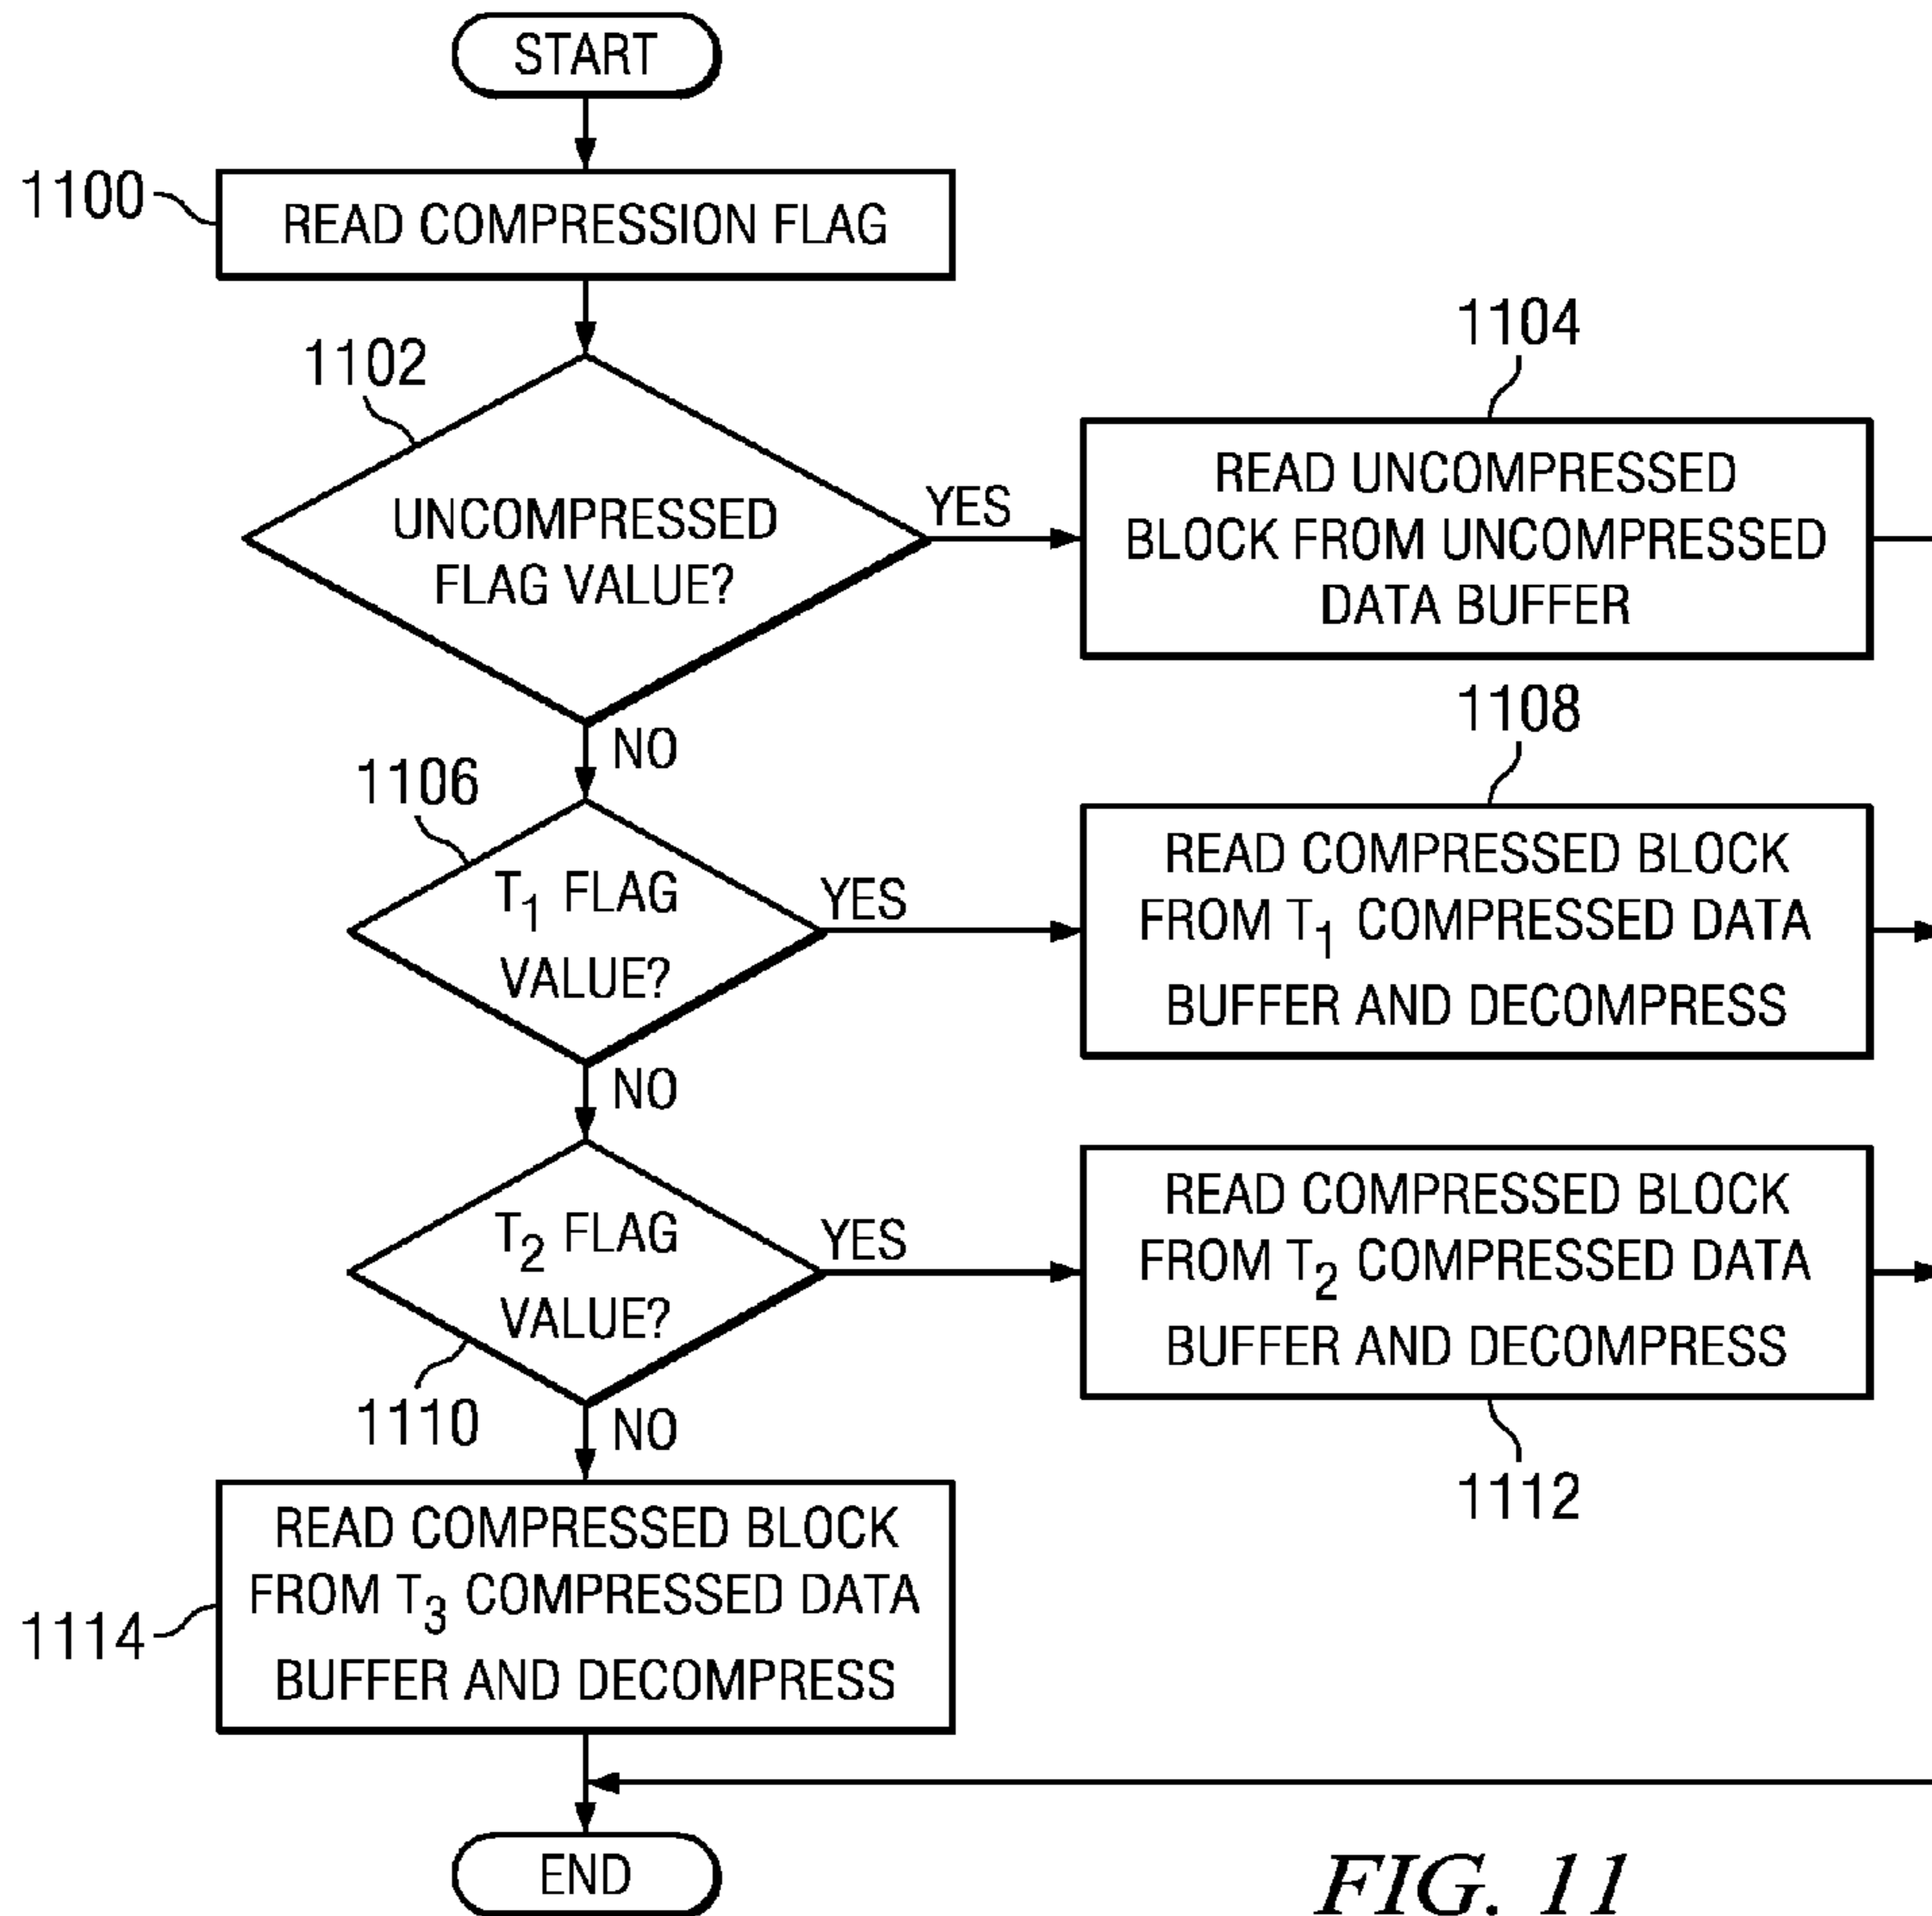 START
1100
READ COMPRESSION FLAG
1102
UNCOMPRESSED
FLAG VALUE?
YES
1104
READ UNCOMPRESSED
BLOCK FROM UNCOMPRESSED
DATA BUFFER
NO
1106
T1 FLAG
VALUE?
YES
1108
READ COMPRESSED BLOCK
FROM T1 COMPRESSED DATA
BUFFER AND DECOMPRESS
NO
T2 FLAG
VALUE?
1110
YES
READ COMPRESSED BLOCK
FROM T2 COMPRESSED DATA
BUFFER AND DECOMPRESS
1112
NO
1114
READ COMPRESSED BLOCK
FROM T3 COMPRESSED DATA
BUFFER AND DECOMPRESS
END
FIG. 11